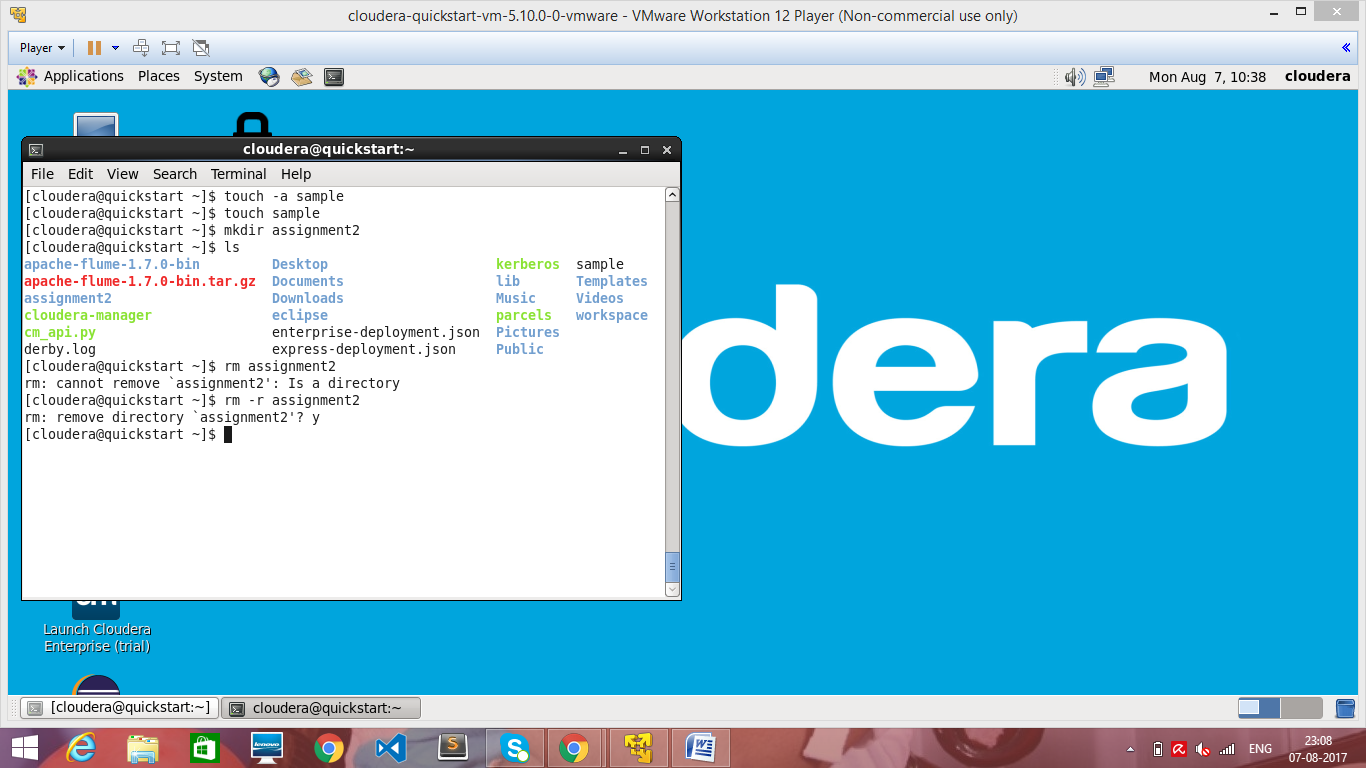 cloudera-quickstart-vm-5.10.0-0-vmware - VMware Workstation 12 Player (Non-commercial use only)
Player
Applications Places System Mon Aug 7, 10:38 cloudera
cloudera@quickstart:~
File Edit View Search Terminal Help
[cloudera@quickstart ~]$ touch -a sample
[cloudera@quickstart ~]$ touch sample
[cloudera@quickstart ~]$ mkdir assignment2
[cloudera@quickstart ~]$ ls
apache-flume-1.7.0-bin Desktop kerberos sample
apache-flume-1.7.0-bin.tar.gz Documents lib Templates
assignment2 Downloads Music Videos
cloudera-manager eclipse parcels workspace
cm_api.py enterprise-deployment.json Pictures
derby.log express-deployment.json Public
[cloudera@quickstart ~]$ rm assignment2
rm: cannot remove `assignment2': Is a directory
[cloudera@quickstart ~]$ rm -r assignment2
rm: remove directory `assignment2'? y
[cloudera@quickstart ~]$
dera
Launch Cloudera
Enterprise (trial)
[cloudera@quickstart:~] cloudera@quickstart:~
lenovo
ENG
23:08
07-08-2017